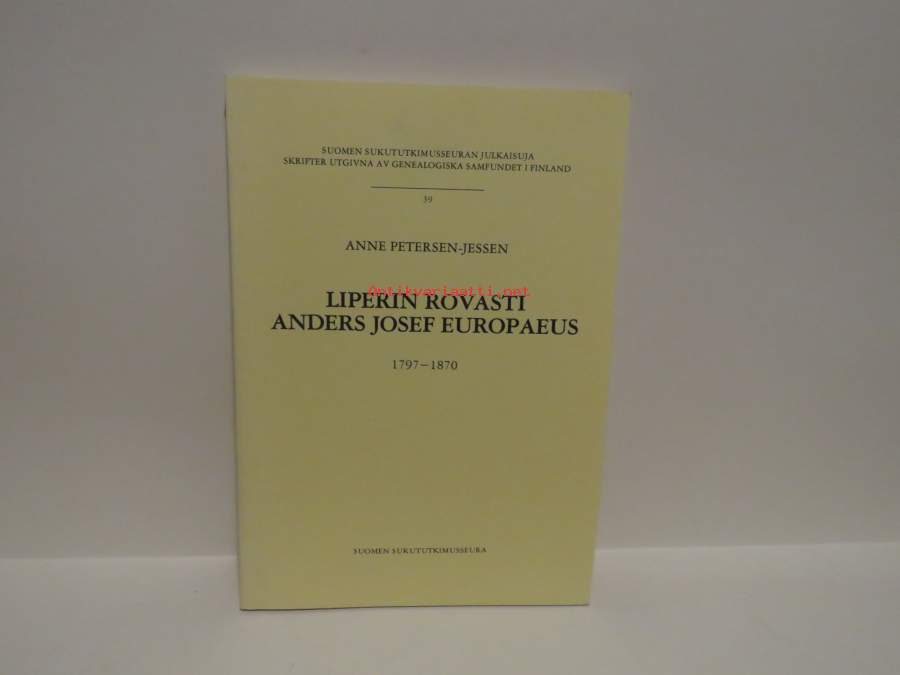 SUOMEN SUKUTUTKIMUSSEURAN JULKAISUJA
SKRIFTER UTGIVNA AV GENEALOGISKA SAMFUNDET I FINLAND
39
ANNE PETERSEN-JESSEN
Antikvariaatti.net
LIPERIN ROVASTI
ANDERS JOSEF EUROPAEUS
1797–1870
SUOMEN SUKUTUTKIMUSSEURA